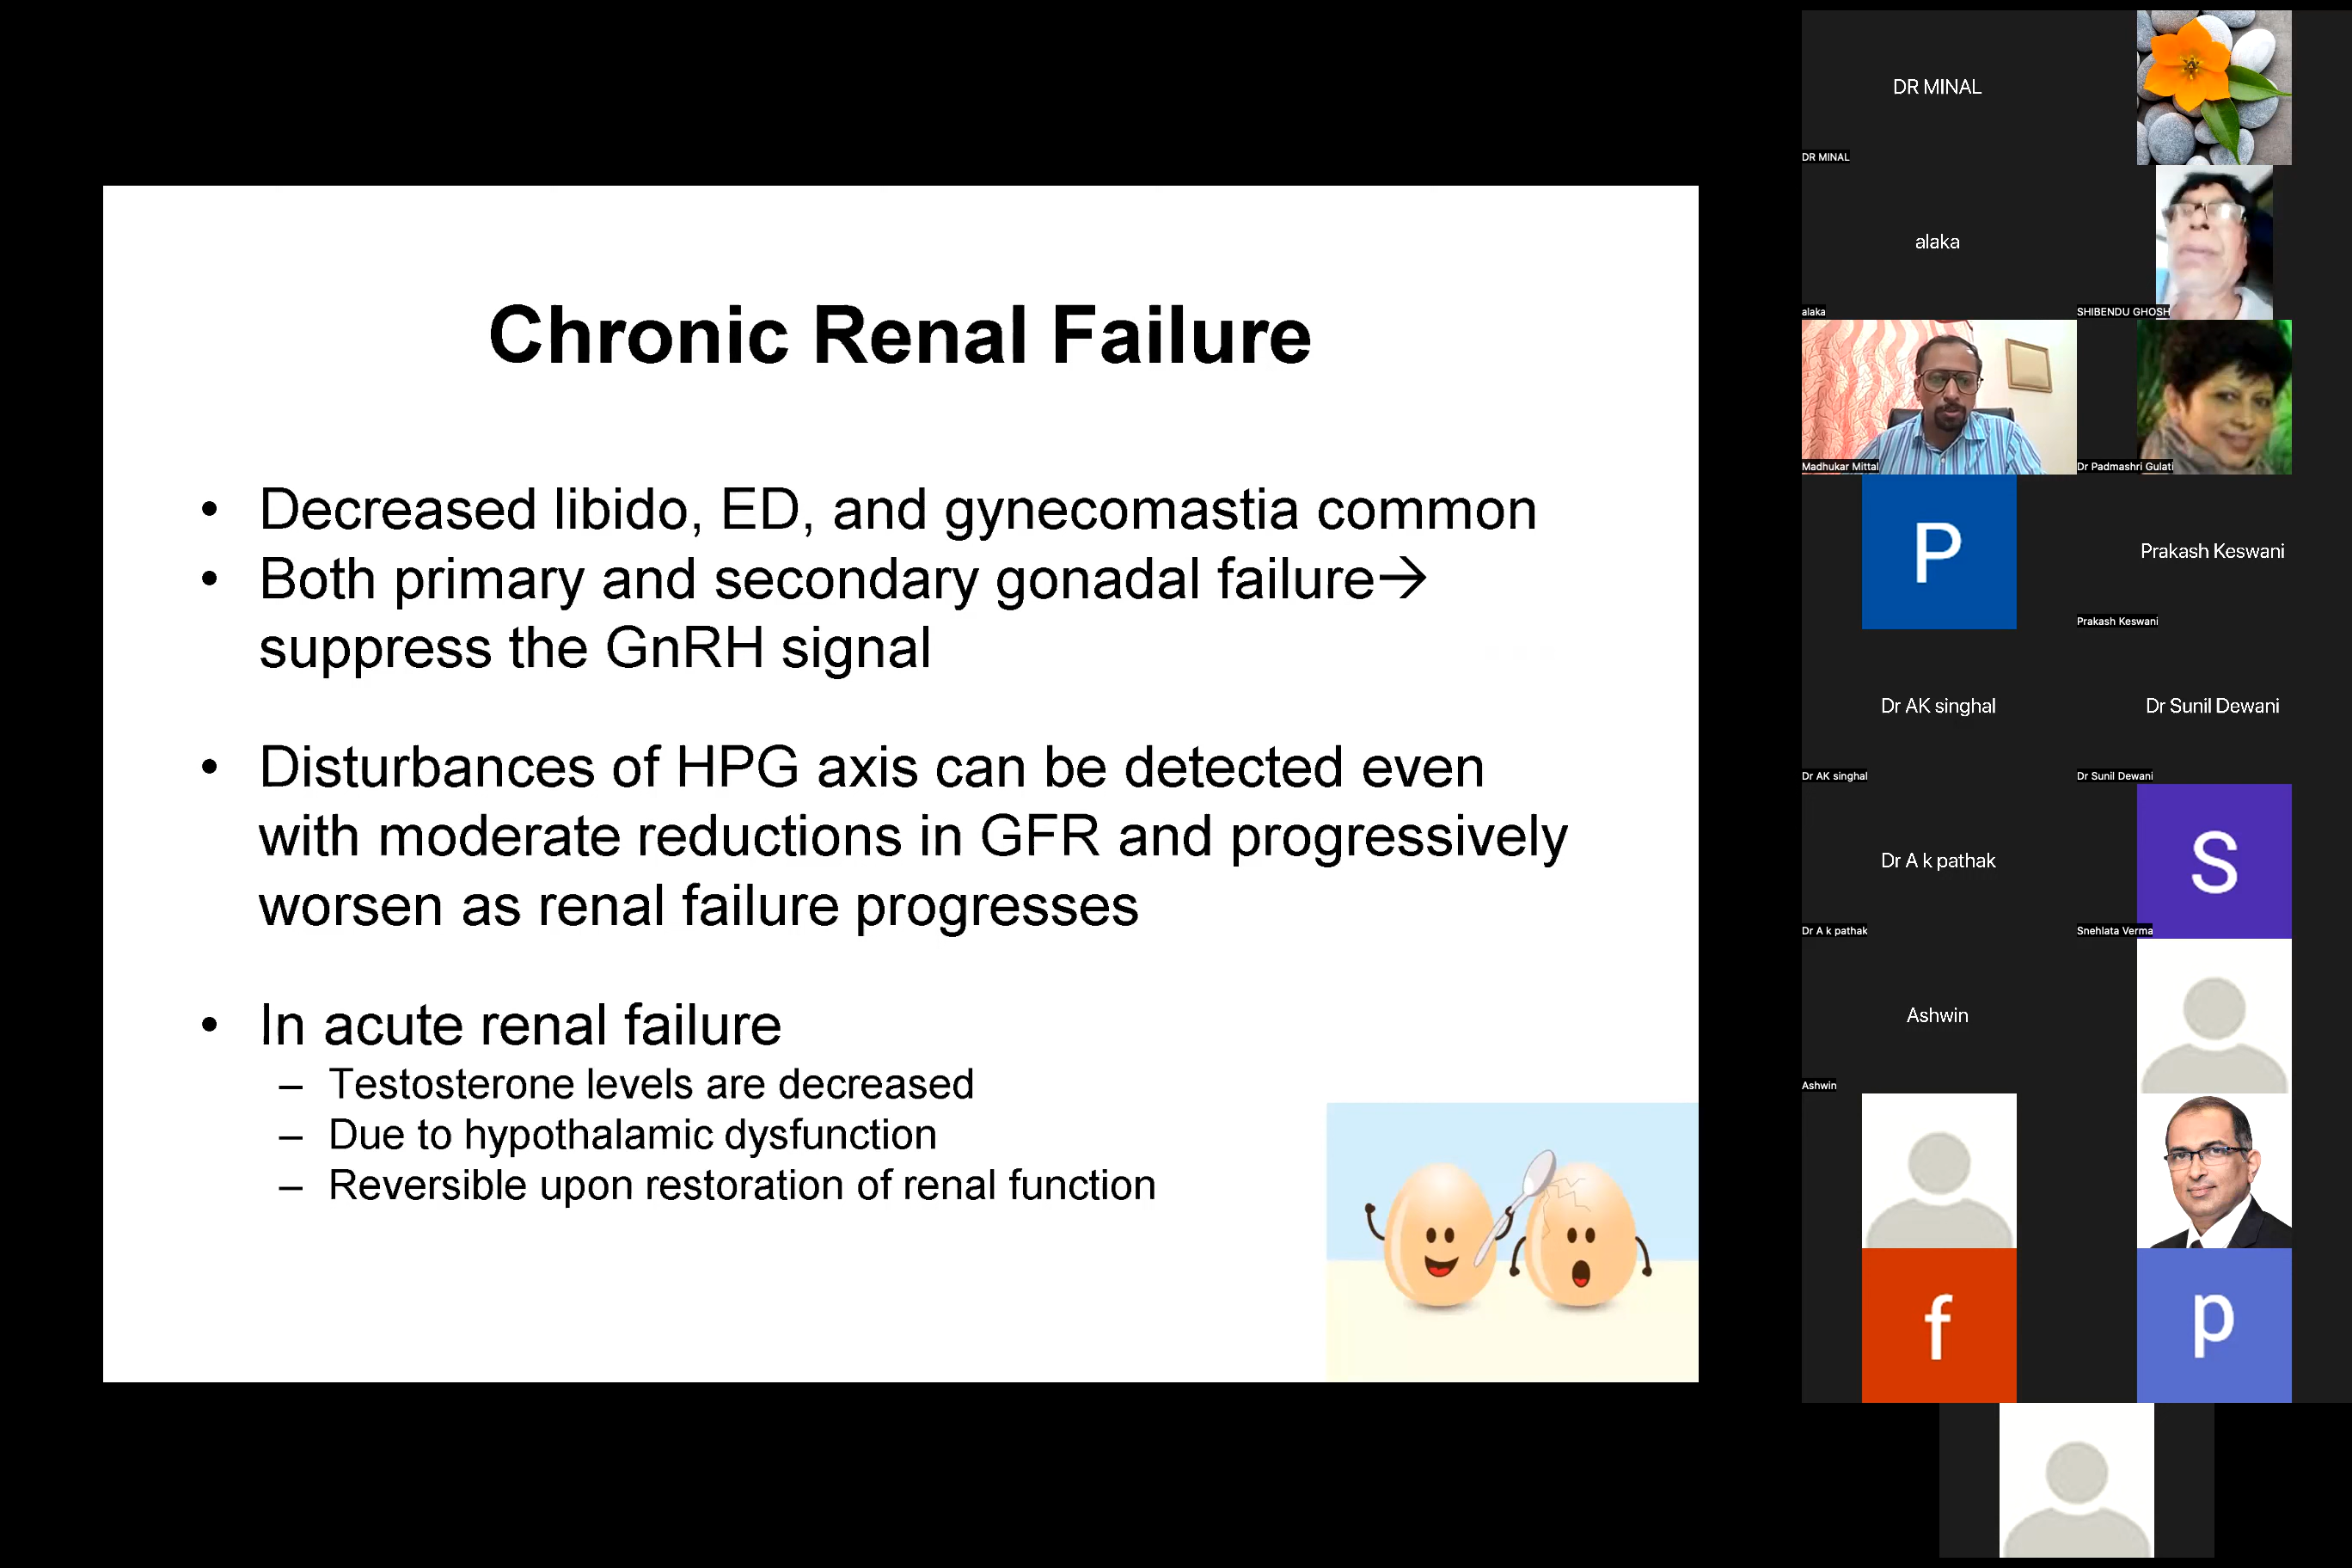 Chronic Renal Failure
• Decreased libido, ED, and gynecomastia common
• Both primary and secondary gonadal failure→
suppress the GnRH signal
• Disturbances of HPG axis can be detected even
with moderate reductions in GFR and progressively
worsen as renal failure progresses
• In acute renal failure
– Testosterone levels are decreased
– Due to hypothalamic dysfunction
– Reversible upon restoration of renal function
DR MINAL
DR MINAL
alaka
alaka
SHIBENDU GHOSH
Madhukar Mittal
Dr Padmashri Gulati
P
Prakash Keswani
Prakash Keswani
Dr AK singhal
Dr AK singhal
Dr Sunil Dewani
Dr Sunil Dewani
Dr A k pathak
Dr A k pathak
S
Snehlata Verma
Ashwin
Ashwin
f
p